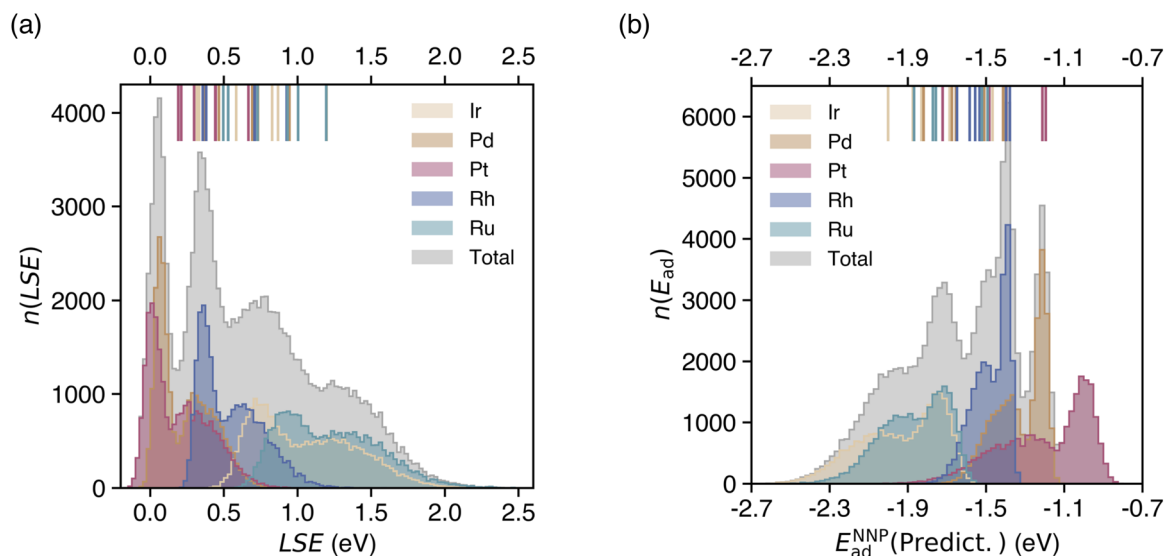 (a)
0.0 0.5 1.0 1.5 2.0 2.5
4000
3000
2000
1000
0
n(LSE)
Ir
Pd
Pt
Rh
Ru
Total
0.0 0.5 1.0 1.5 2.0 2.5
LSE (eV)
(b)
-2.7 -2.3 -1.9 -1.5 -1.1 -0.7
6000
5000
4000
3000
2000
1000
0
n(E_ad)
Ir
Pd
Pt
Rh
Ru
Total
-2.7 -2.3 -1.9 -1.5 -1.1 -0.7
E_ad^NNP(Predict.) (eV)